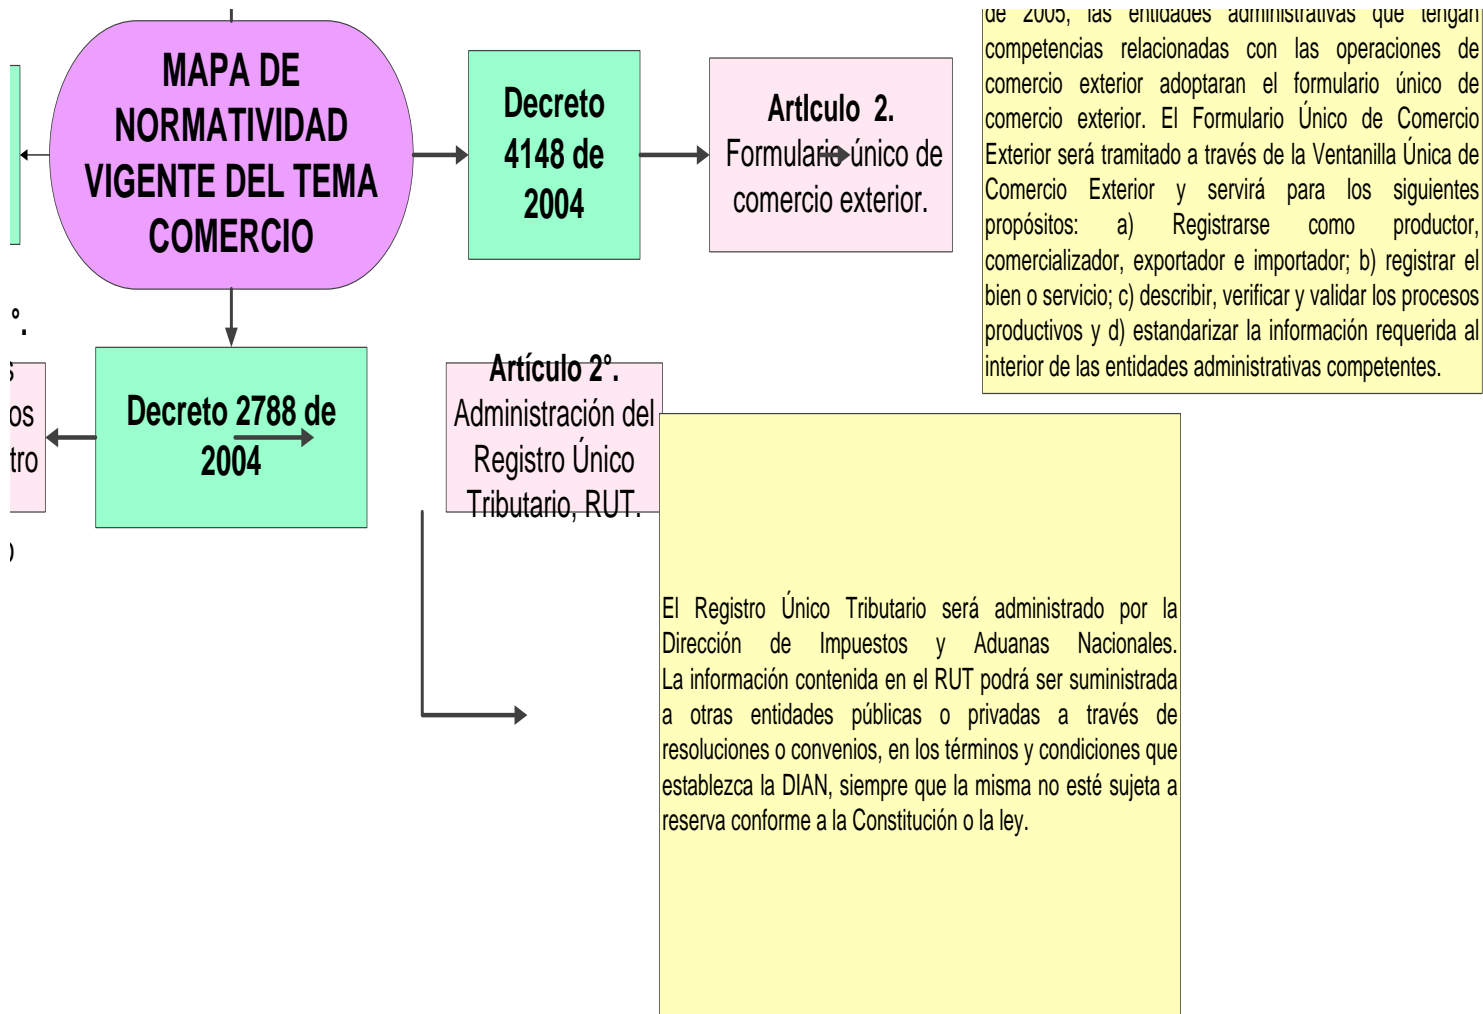 MAPA DE
NORMATIVIDAD
VIGENTE DEL TEMA
COMERCIO
Decreto
4148 de
2004
ArtIculo 2.
Formulario único de
comercio exterior.
de 2005, las entidades administrativas que tengan
competencias relacionadas con las operaciones de
comercio exterior adoptaran el formulario único de
comercio exterior. El Formulario Único de Comercio
Exterior será tramitado a través de la Ventanilla Única de
Comercio Exterior y servirá para los siguientes
propósitos: a) Registrarse como productor,
comercializador, exportador e importador; b) registrar el
bien o servicio; c) describir, verificar y validar los procesos
productivos y d) estandarizar la información requerida al
interior de las entidades administrativas competentes.
°.
os
tro
Decreto 2788 de
2004
Artículo 2°.
Administración del
Registro Único
Tributario, RUT.
El Registro Único Tributario será administrado por la
Dirección de Impuestos y Aduanas Nacionales.
La información contenida en el RUT podrá ser suministrada
a otras entidades públicas o privadas a través de
resoluciones o convenios, en los términos y condiciones que
establezca la DIAN, siempre que la misma no esté sujeta a
reserva conforme a la Constitución o la ley.